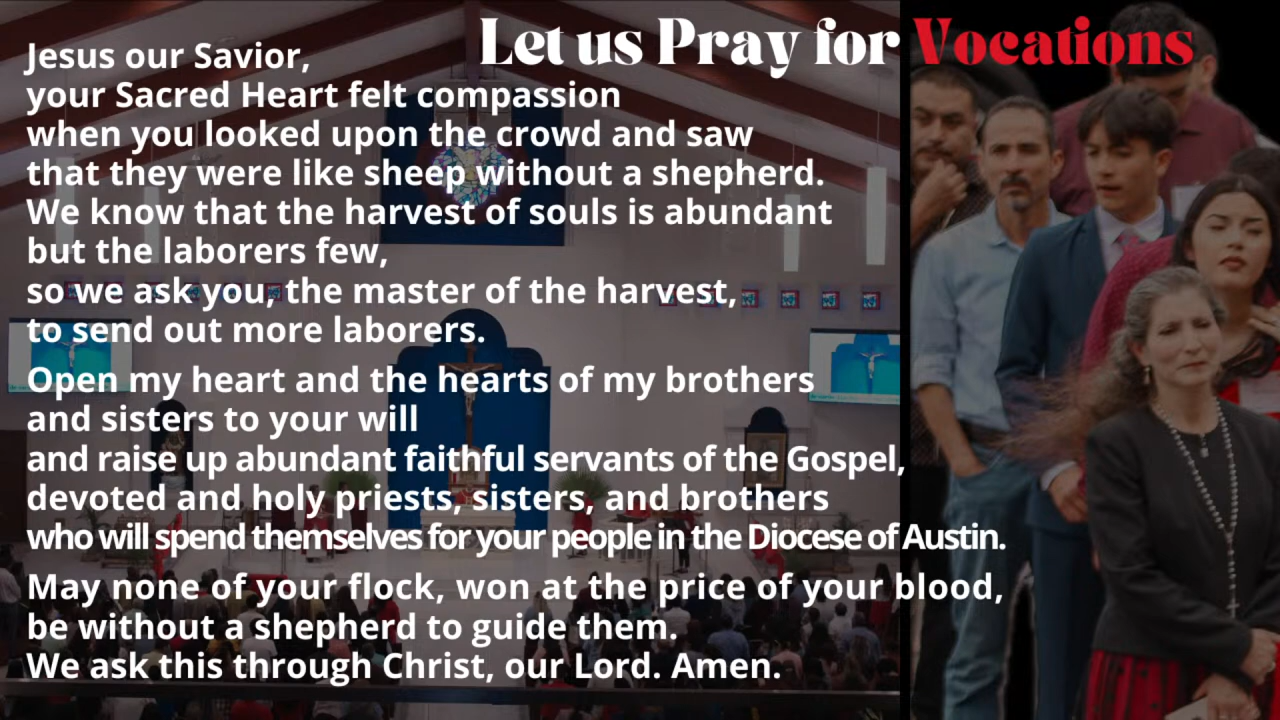 Let us Pray for Vocations
Jesus our Savior,
your Sacred Heart felt compassion
when you looked upon the crowd and saw
that they were like sheep without a shepherd.
We know that the harvest of souls is abundant
but the laborers few,
so we ask you, the master of the harvest,
to send out more laborers.
Open my heart and the hearts of my brothers
and sisters to your will
and raise up abundant faithful servants of the Gospel,
devoted and holy priests, sisters, and brothers
who will spend themselves for your people in the Diocese of Austin.
May none of your flock, won at the price of your blood,
be without a shepherd to guide them.
We ask this through Christ, our Lord. Amen.